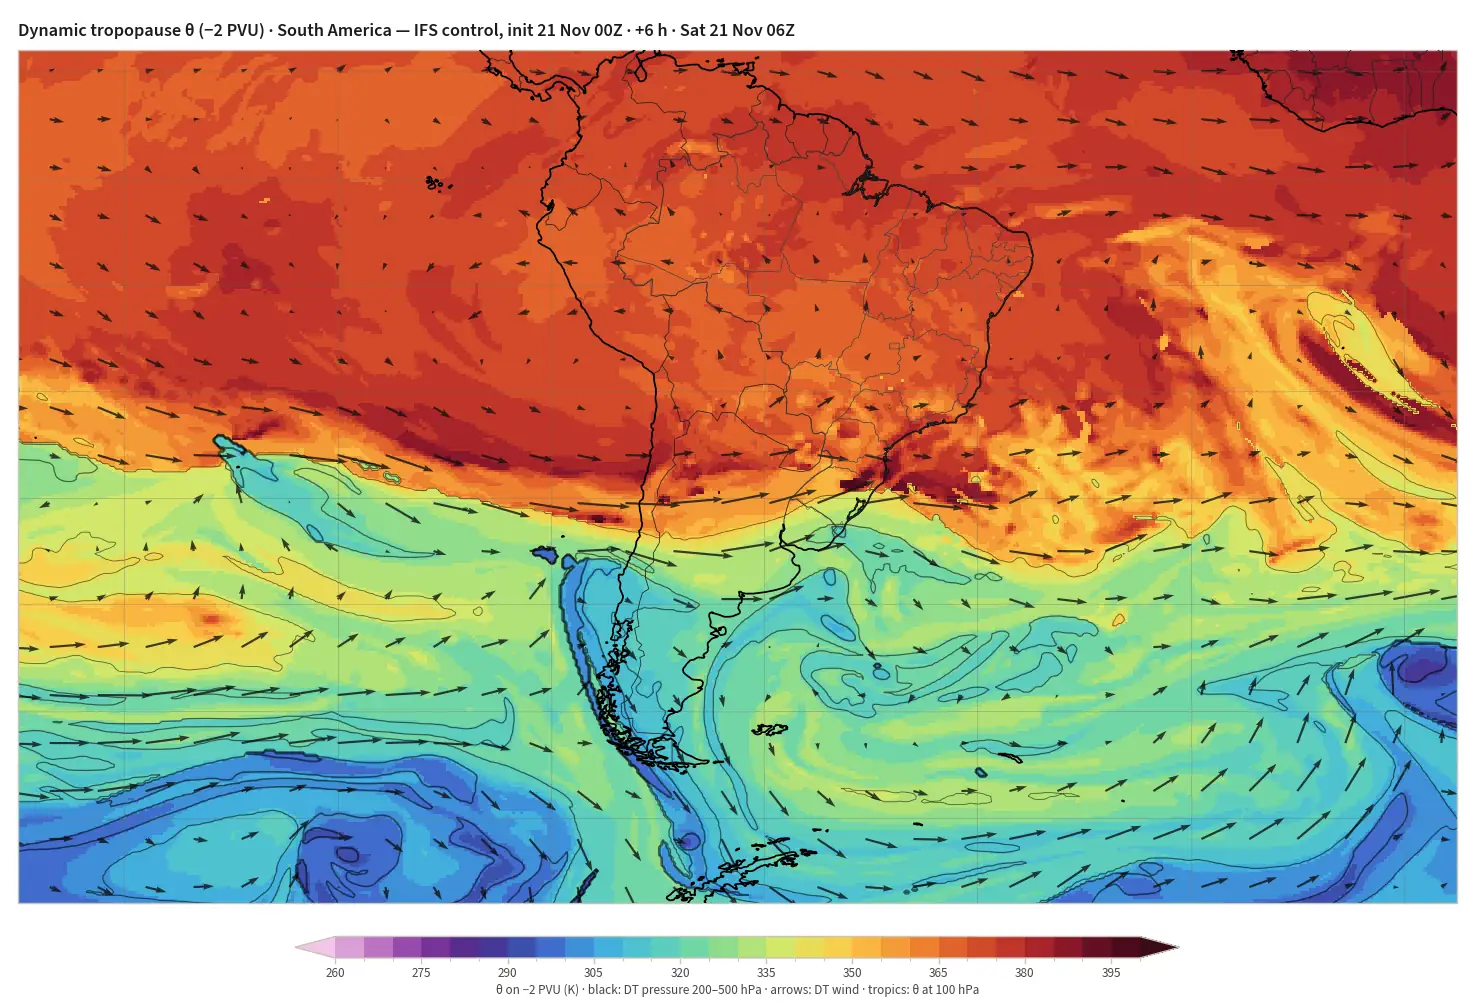 Dynamic tropopause θ (−2 PVU) · South America — IFS control, init 21 Nov 00Z · +6 h · Sat 21 Nov 06Z
260 275 290 305 320 335 350 365 380 395
θ on −2 PVU (K) · black: DT pressure 200–500 hPa · arrows: DT wind · tropics: θ at 100 hPa